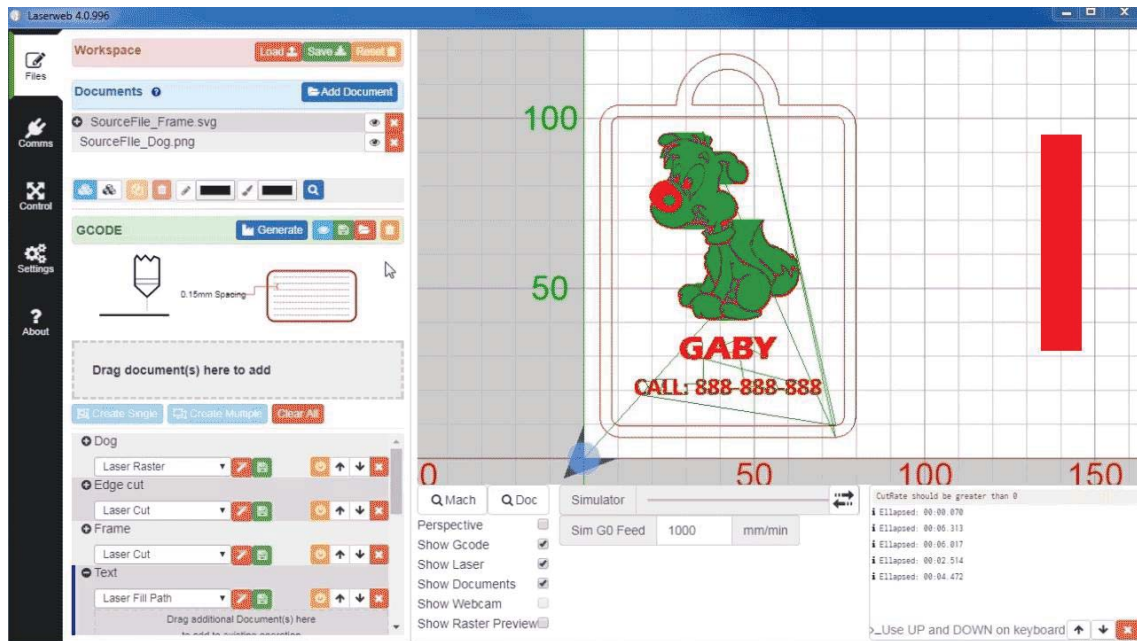 Laserweb 4.0.996
Files
Comms
Control
Settings
?
About
Workspace
Load
Save
Reset
Documents
Add Document
SourceFile_Frame.svg
SourceFIle_Dog.png
GCODE
Generate
0.15mm Spacing
Drag document(s) here to add
Create Single
Create Multiple
Clear All
Dog
Laser Raster
Edge cut
Laser Cut
Frame
Laser Cut
Text
Laser Fill Path
Drag additional Document(s) here
to add to existing operation
100
50
GABY
CALL: 888-888-888
0 50 100 150
Mach
Doc
Perspective
Show Gcode
Show Laser
Show Documents
Show Webcam
Show Raster Preview
Simulator
Sim G0 Feed 1000 mm/min
CutRate should be greater than 0
Ellapsed: 00:00.070
Ellapsed: 00:06.313
Ellapsed: 00:06.017
Ellapsed: 00:02.514
Ellapsed: 00:04.472
>_Use UP and DOWN on keyboard